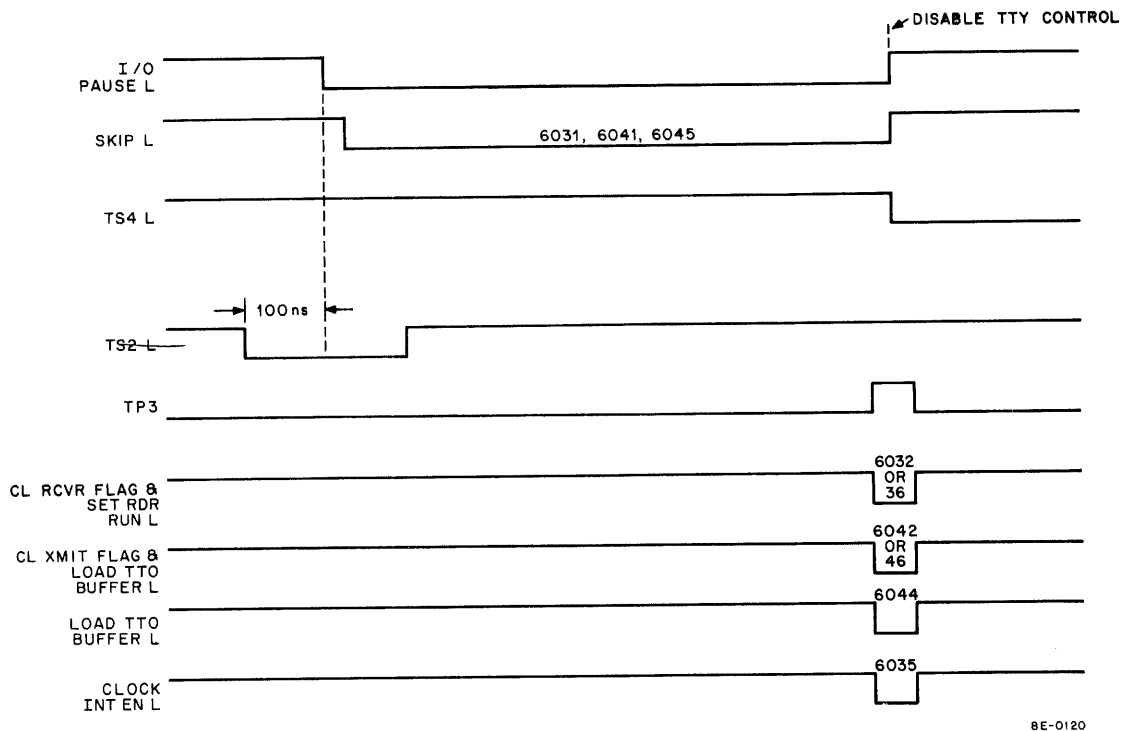 DISABLE TTY CONTROL
I/O
PAUSE L
SKIP L
6031, 6041, 6045
TS4 L
100ns
TS2 L
TP3
CL RCVR FLAG &
SET RDR
RUN L
6032
OR
36
CL XMIT FLAG &
LOAD TTO
BUFFER L
6042
OR
46
LOAD TTO
BUFFER L
6044
CLOCK
INT EN L
6035
8E-0120